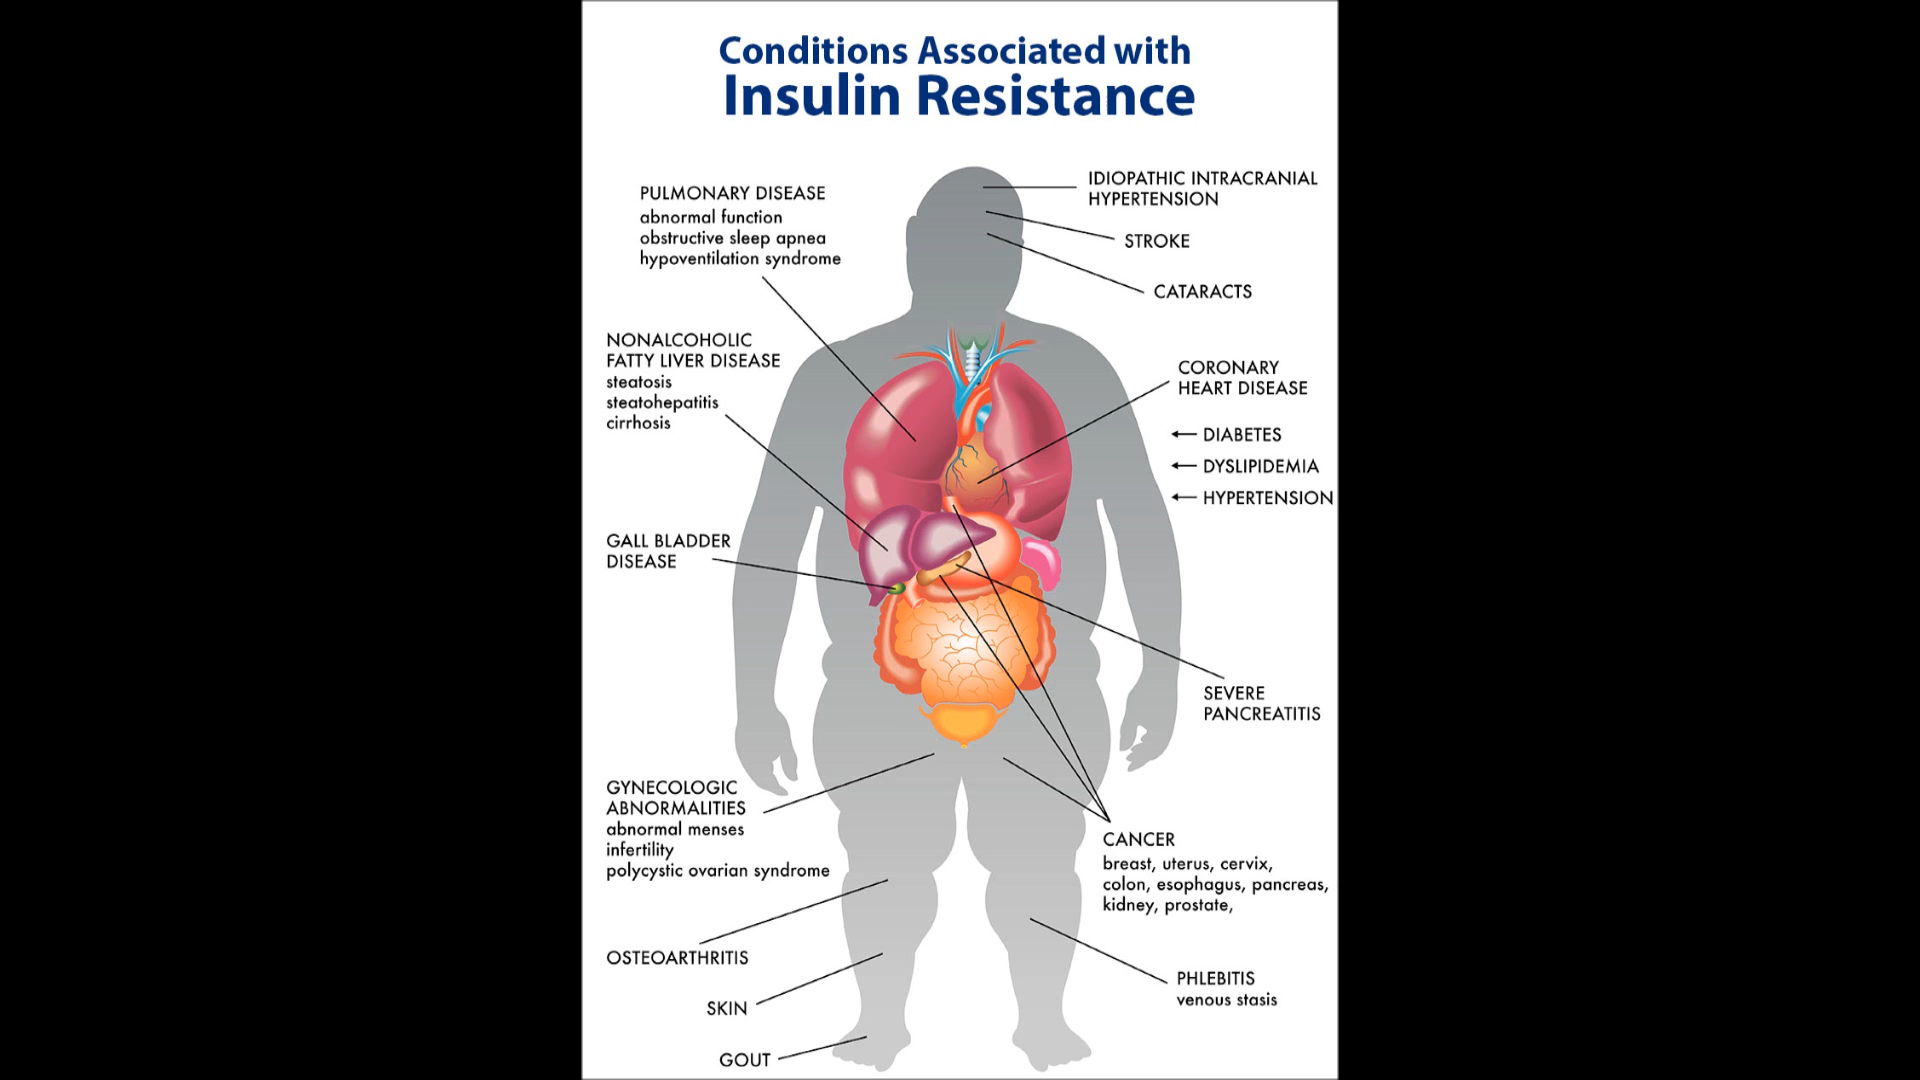 Conditions Associated with
Insulin Resistance
PULMONARY DISEASE
abnormal function
obstructive sleep apnea
hypoventilation syndrome
NONALCOHOLIC
FATTY LIVER DISEASE
steatosis
steatohepatitis
cirrhosis
GALL BLADDER
DISEASE
GYNECOLOGIC
ABNORMALITIES
abnormal menses
infertility
polycystic ovarian syndrome
OSTEOARTHRITIS
SKIN
GOUT
IDIOPATHIC INTRACRANIAL
HYPERTENSION
STROKE
CATARACTS
CORONARY
HEART DISEASE
DIABETES
DYSLIPIDEMIA
HYPERTENSION
SEVERE
PANCREATITIS
CANCER
breast, uterus, cervix,
colon, esophagus, pancreas,
kidney, prostate,
PHLEBITIS
venous stasis